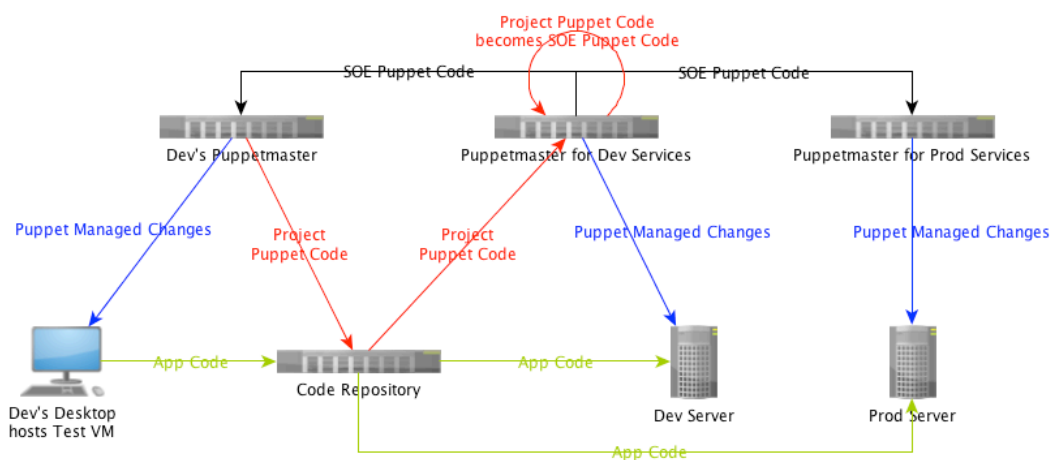 Project Puppet Code
becomes SOE Puppet Code
SOE Puppet Code
SOE Puppet Code
Dev's Puppetmaster
Puppetmaster for Dev Services
Puppetmaster for Prod Services
Puppet Managed Changes
Project
Puppet Code
Project
Puppet Code
Puppet Managed Changes
Puppet Managed Changes
App Code
App Code
Dev's Desktop
hosts Test VM
Code Repository
Dev Server
Prod Server
App Code